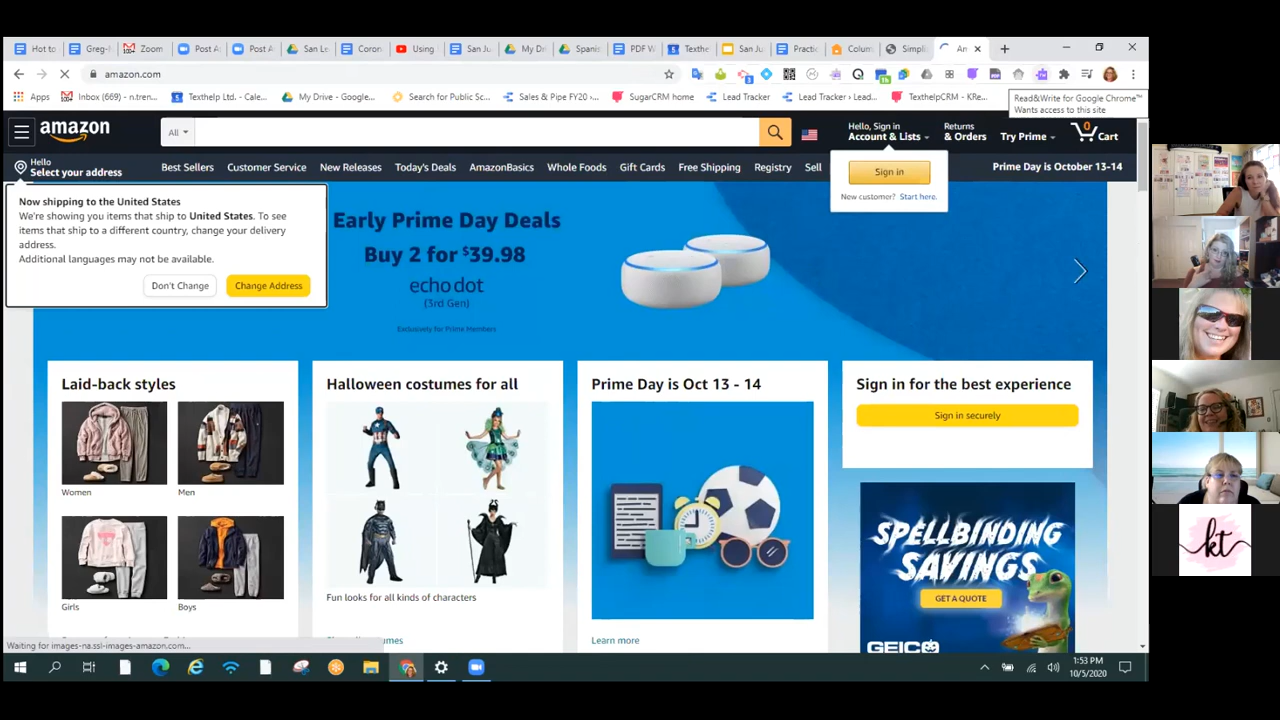 Hot to
Greg-
Zoom
Post A
Post A
San Le
Coron
Using
San Ju
My Dr
Spanis
PDF W
Texthe
San Ju
Practic
Colum
Simpli
Am
amazon.com
Apps
Inbox (669) - n.tren...
Texthelp Ltd. - Cale...
My Drive - Google...
Search for Public Sc...
Sales & Pipe FY20 ›...
SugarCRM home
Lead Tracker
Lead Tracker › Lead...
TexthelpCRM - KRe...
Read&Write for Google Chrome™
Wants access to this site
amazon
All
Hello, Sign in
Account & Lists
Returns
& Orders
Try Prime
0
Cart
Hello
Select your address
Best Sellers
Customer Service
New Releases
Today's Deals
AmazonBasics
Whole Foods
Gift Cards
Free Shipping
Registry
Sell
Prime Day is October 13-14
Sign in
New customer? Start here.
Now shipping to the United States
We're showing you items that ship to United States. To see
items that ship to a different country, change your delivery
address.
Additional languages may not be available.
Don't Change
Change Address
Early Prime Day Deals
Buy 2 for $39.98
echo dot
(3rd Gen)
Exclusively for Prime Members
Laid-back styles
Women
Men
Girls
Boys
Halloween costumes for all
Fun looks for all kinds of characters
Prime Day is Oct 13 - 14
Learn more
Sign in for the best experience
Sign in securely
SPELLBINDING
SAVINGS
GET A QUOTE
GEICO
Waiting for images-na.ssl-images-amazon.com...
1:53 PM
10/5/2020
kt